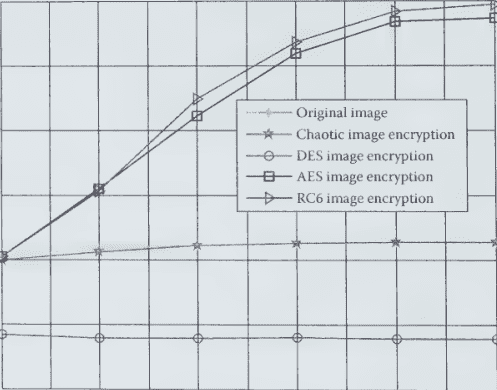 Original image
Chaotic image encryption
DES image encryption
AES image encryption
RC6 image encryption